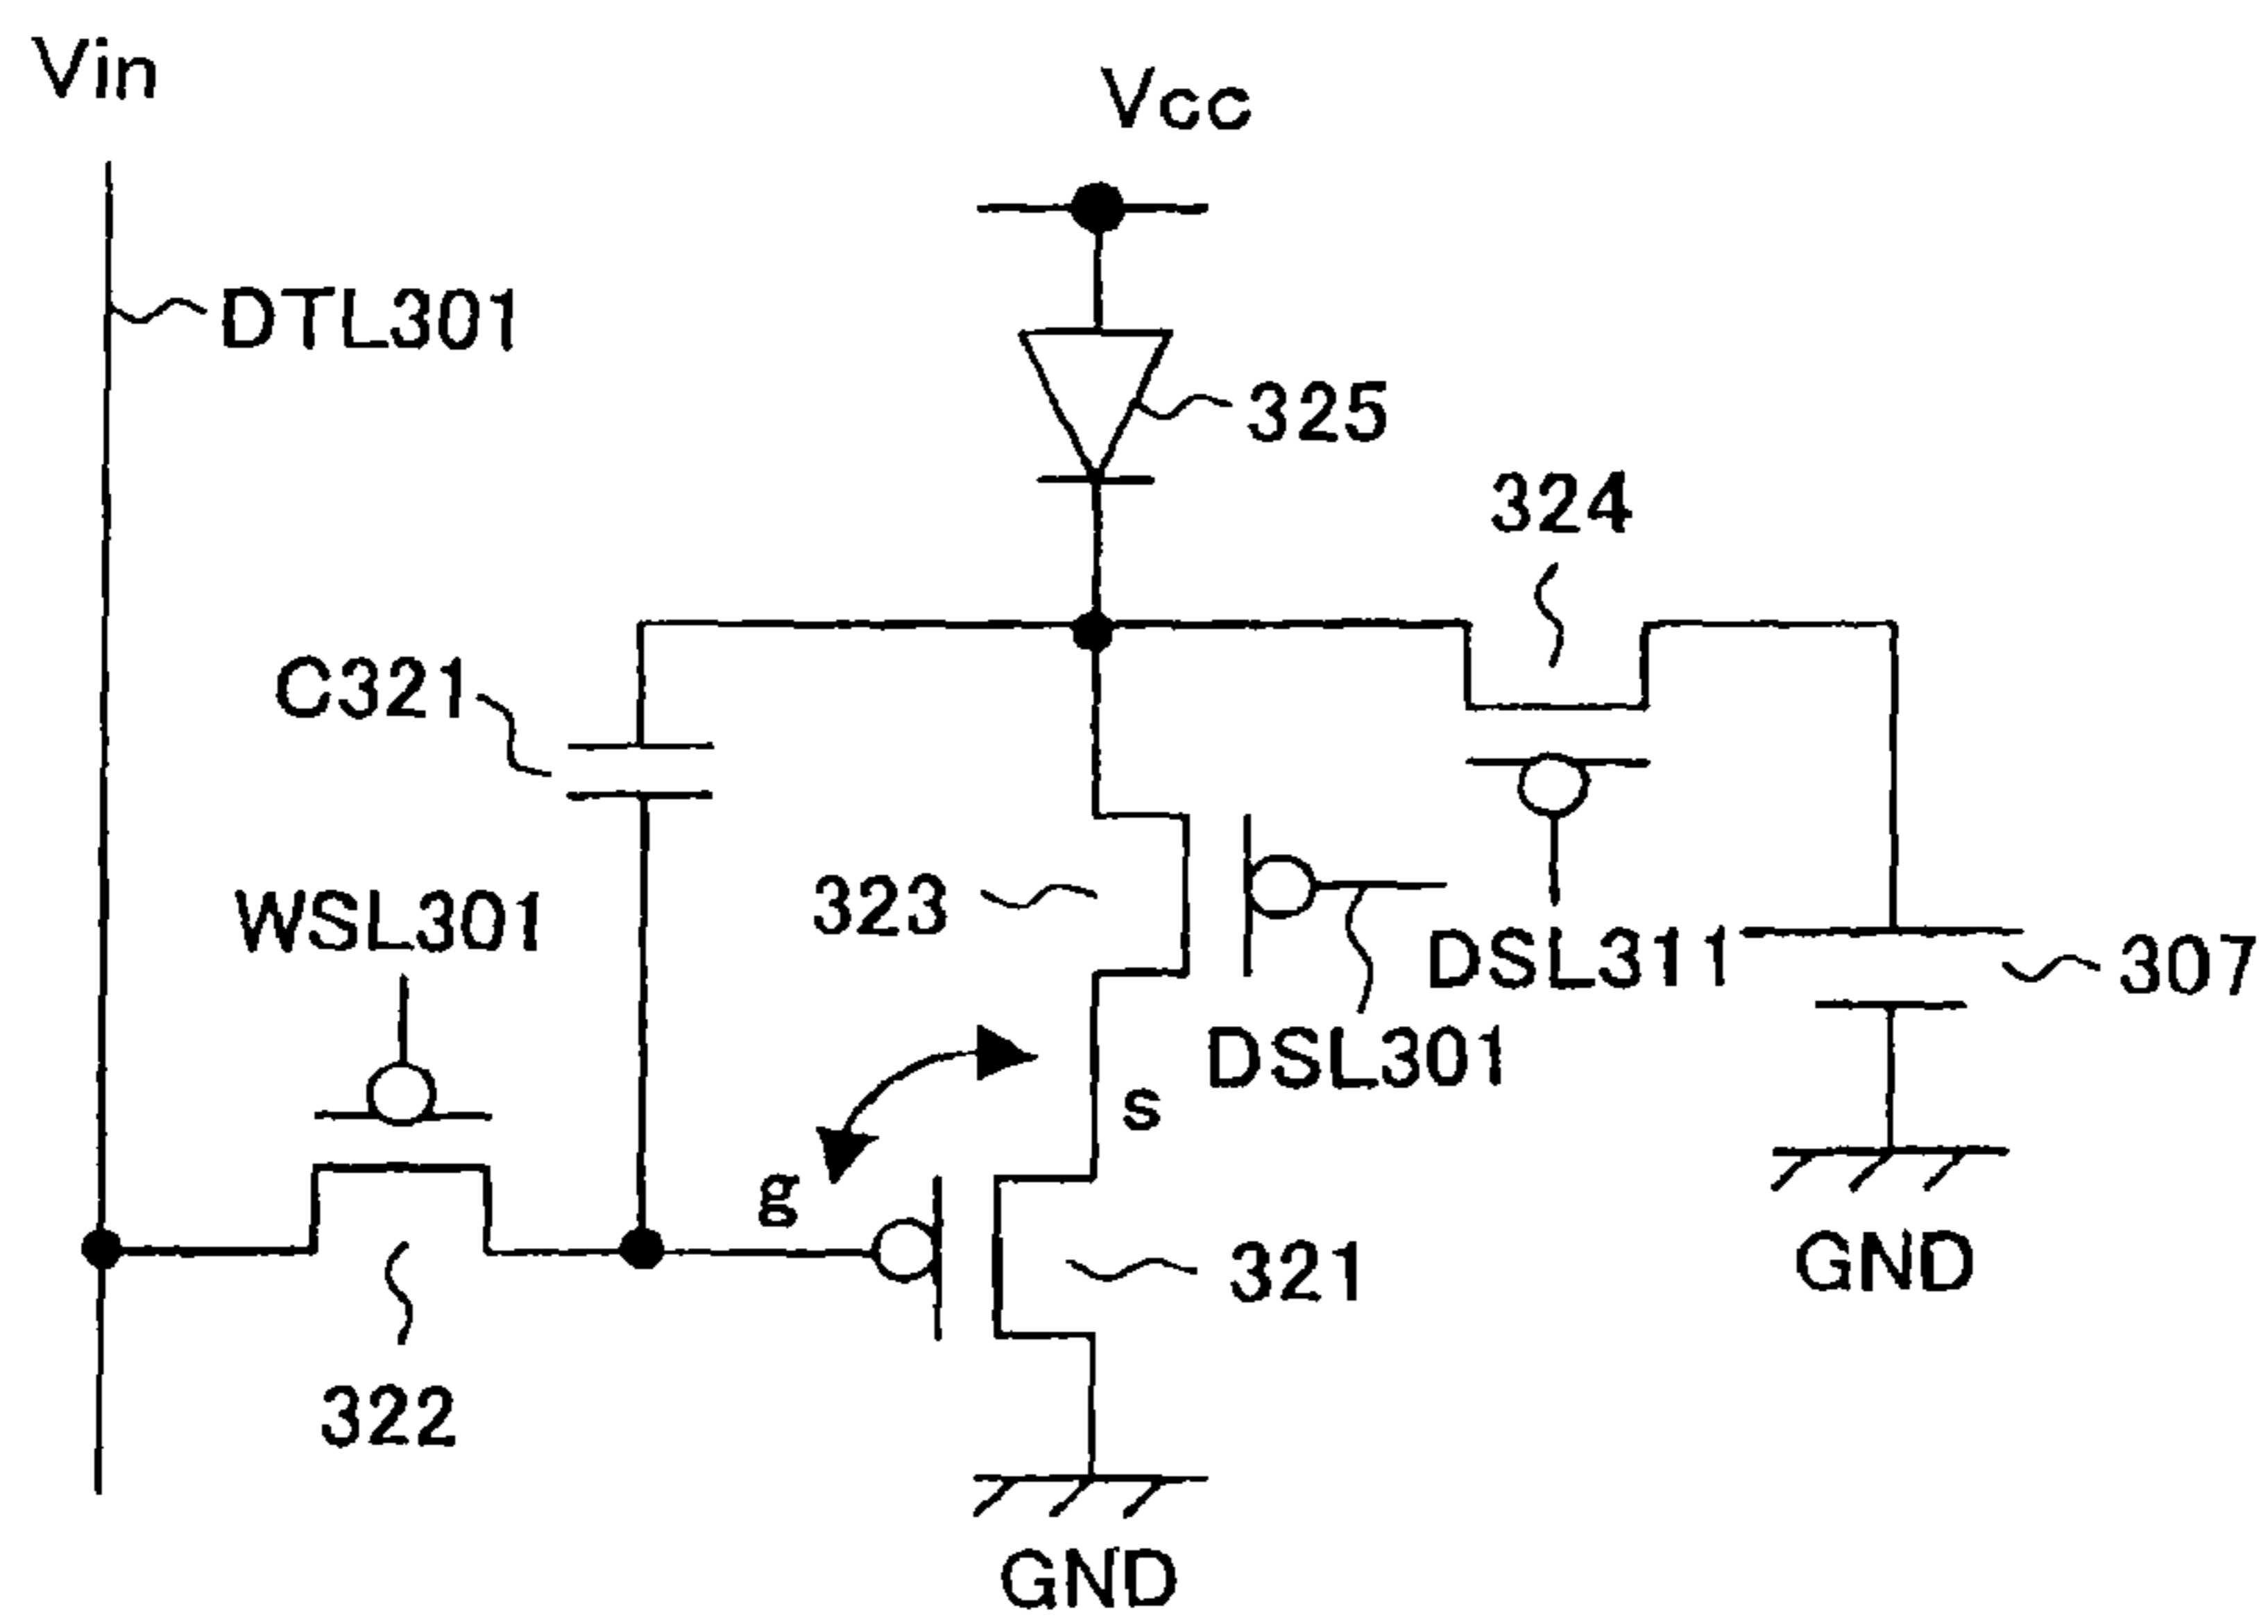 Vin
Vcc
DTL301
325
324
C321
323
WSL301
DSL311
307
DSL301
s
g
321
GND
322
GND